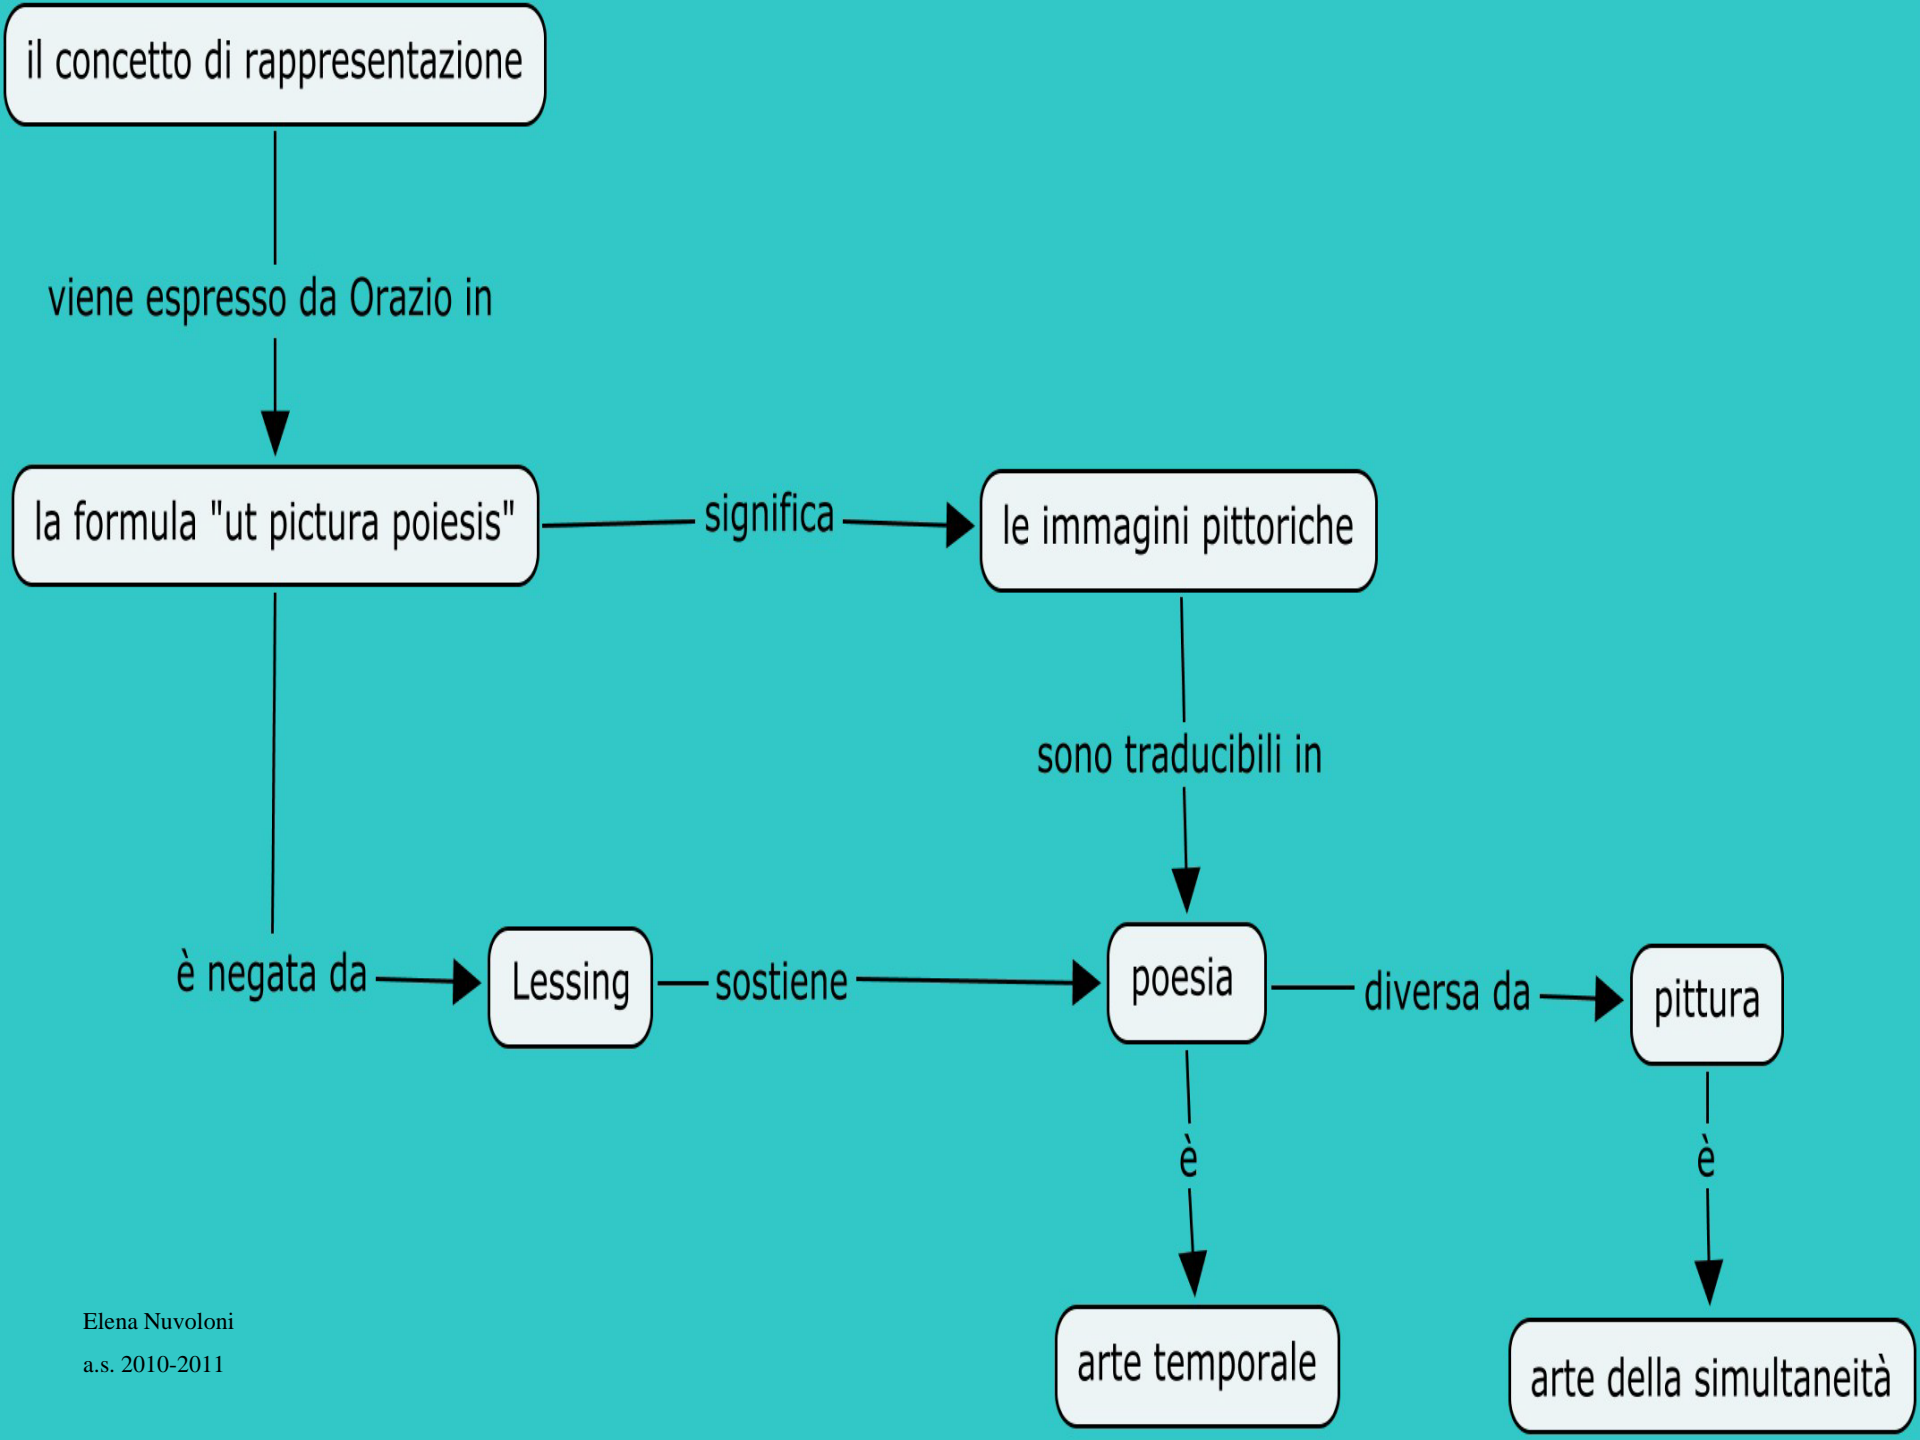 il concetto di rappresentazione
viene espresso da Orazio in
la formula "ut pictura poiesis"
significa
le immagini pittoriche
sono traducibili in
è negata da
Lessing
sostiene
poesia
diversa da
pittura
è
è
arte temporale
arte della simultaneità
Elena Nuvoloni
a.s. 2010-2011